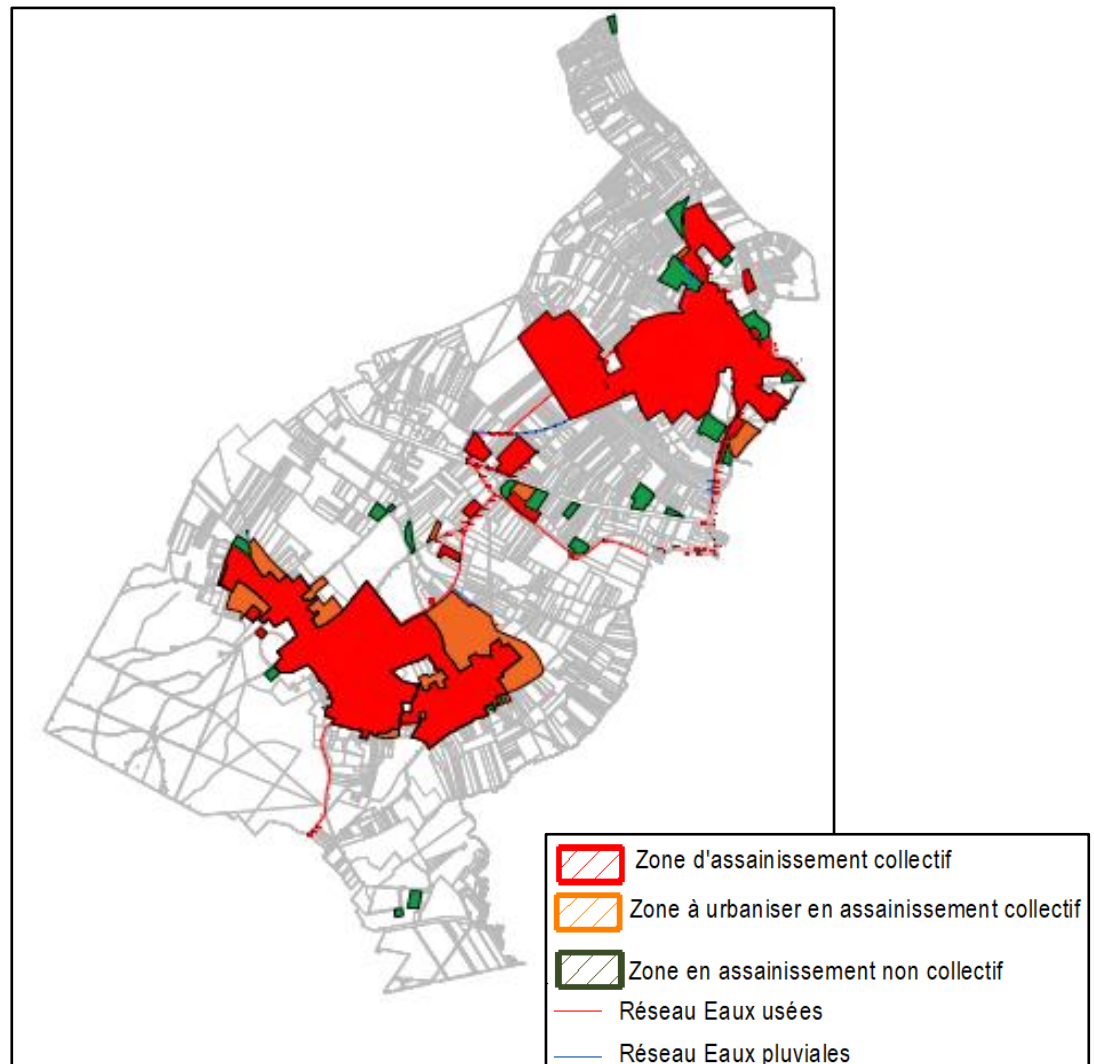 Zone d'assainissement collectif
Zone à urbaniser en assainissement collectif
Zone en assainissement non collectif
Réseau Eaux usées
Réseau Eaux pluviales